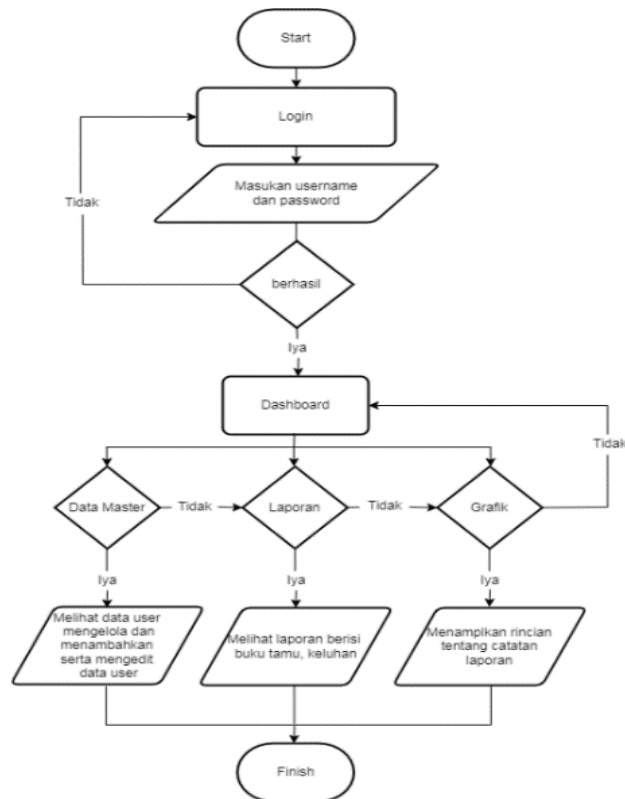 Start
Login
Tidak
Masukan username
dan password
berhasil
Iya
Dashboard
Tidak
Data Master
Tidak
Laporan
Tidak
Grafik
Iya
Iya
Iya
Melihat data user
mengelola dan
menambahkan
serta mengedit
data user
Melihat laporan berisi
buku tamu, keluhan
Menamplkan rincian
tentang catatan
laporan
Finish